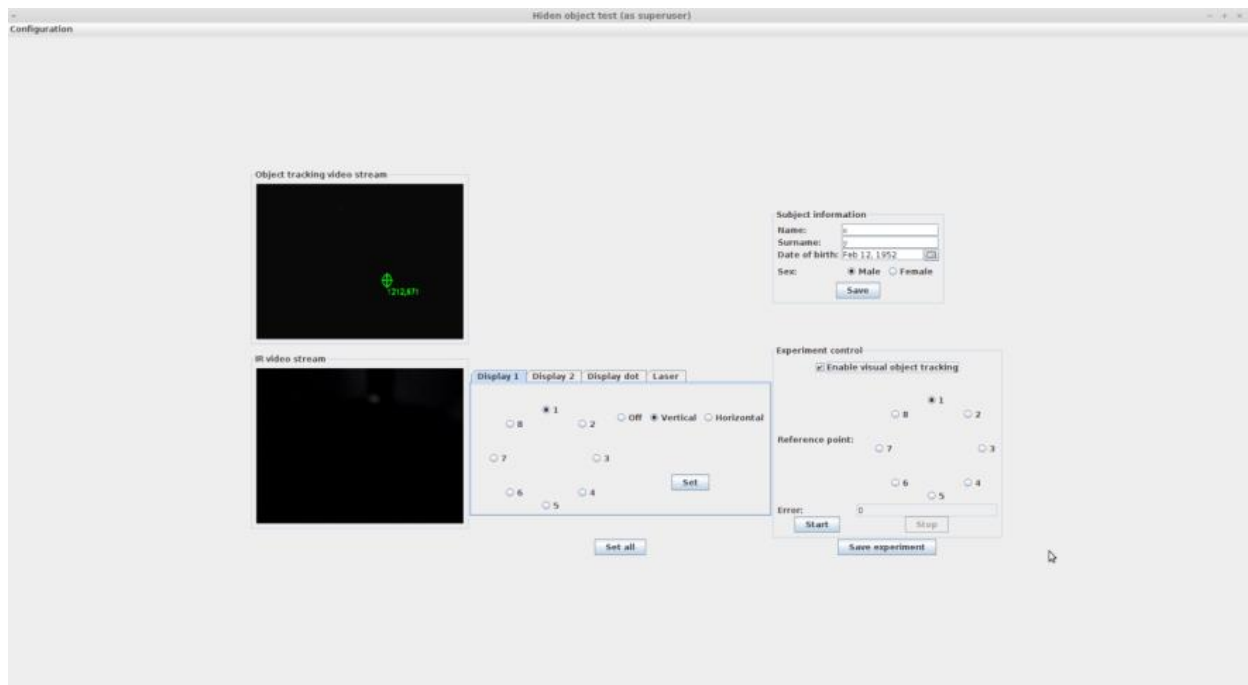 Hiden object test (as superuser)
Configuration
Object tracking video stream
1212,671
IR video stream
Display 1 Display 2 Display dot Laser
1
8 2
Off Vertical Horizontal
7 3
Set
6 4
5
Set all
Subject information
Name: x
Surname: y
Date of birth: Feb 12, 1952
Sex: Male Female
Save
Experiment control
Enable visual object tracking
1
8 2
Reference point:
7 3
6 4
5
Error: 0
Start Stop
Save experiment